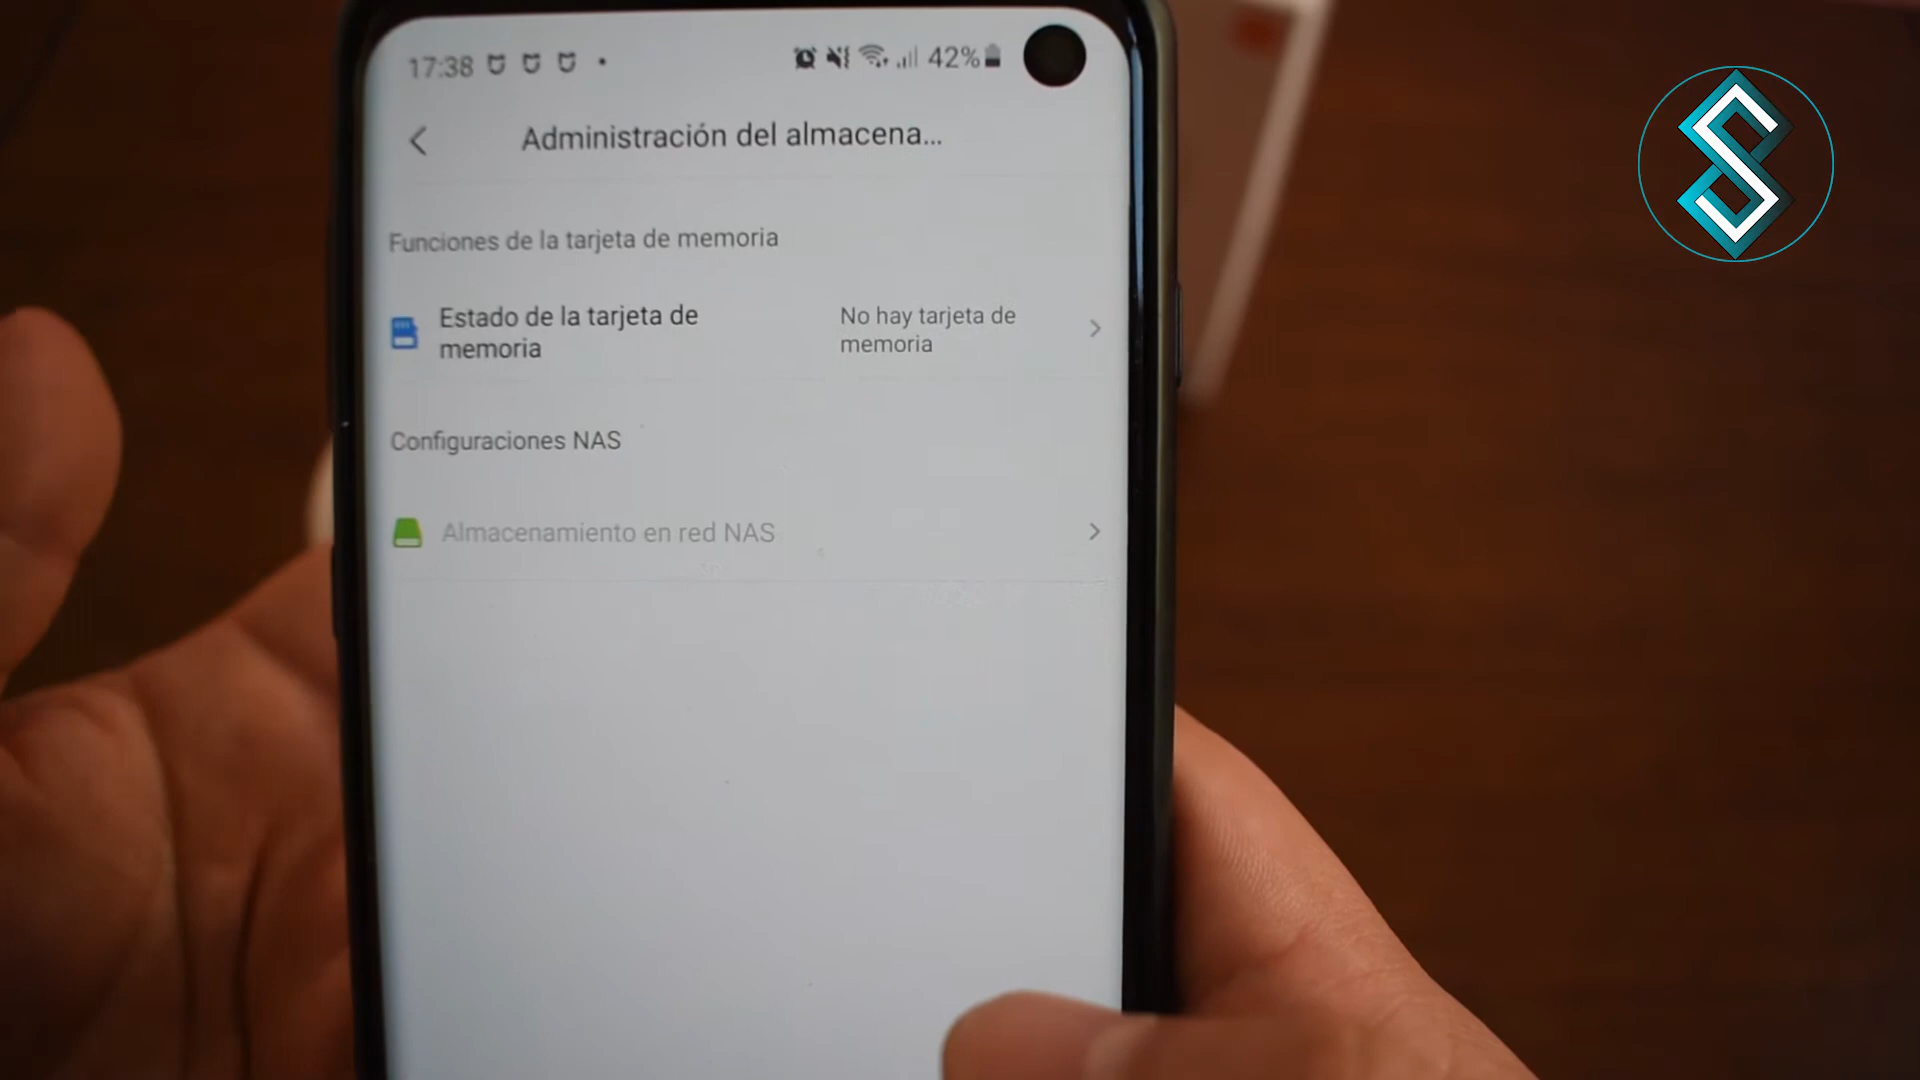 17:38
42%
Administración del almacena...
Funciones de la tarjeta de memoria
Estado de la tarjeta de
memoria
No hay tarjeta de
memoria
Configuraciones NAS
Almacenamiento en red NAS